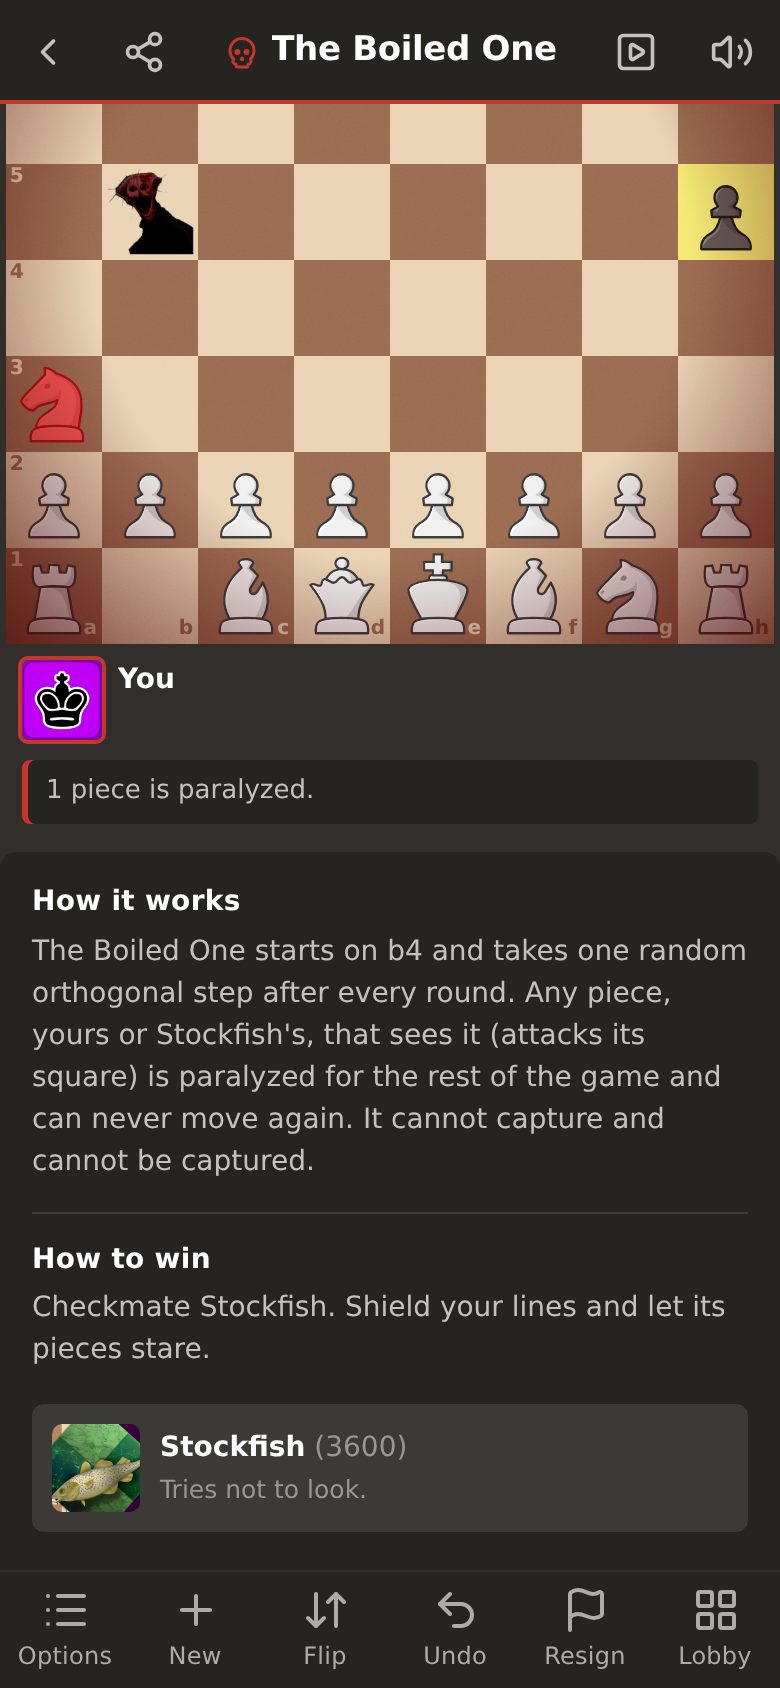 The Boiled One
5
4
3
2
1
a b c d e f g h
You
1 piece is paralyzed.
How it works
The Boiled One starts on b4 and takes one random
orthogonal step after every round. Any piece,
yours or Stockfish's, that sees it (attacks its
square) is paralyzed for the rest of the game and
can never move again. It cannot capture and
cannot be captured.
How to win
Checkmate Stockfish. Shield your lines and let its
pieces stare.
Stockfish (3600)
Tries not to look.
Options New Flip Undo Resign Lobby